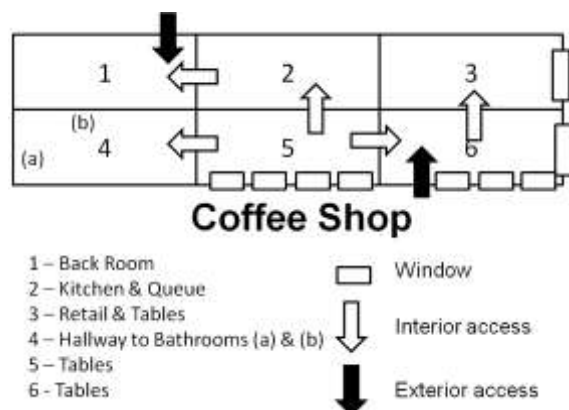 1 2 3
(b)
(a) 4 5 6
Coffee Shop
1 – Back Room
2 – Kitchen & Queue
3 – Retail & Tables
4 – Hallway to Bathrooms (a) & (b)
5 – Tables
6 - Tables
Window
Interior access
Exterior access